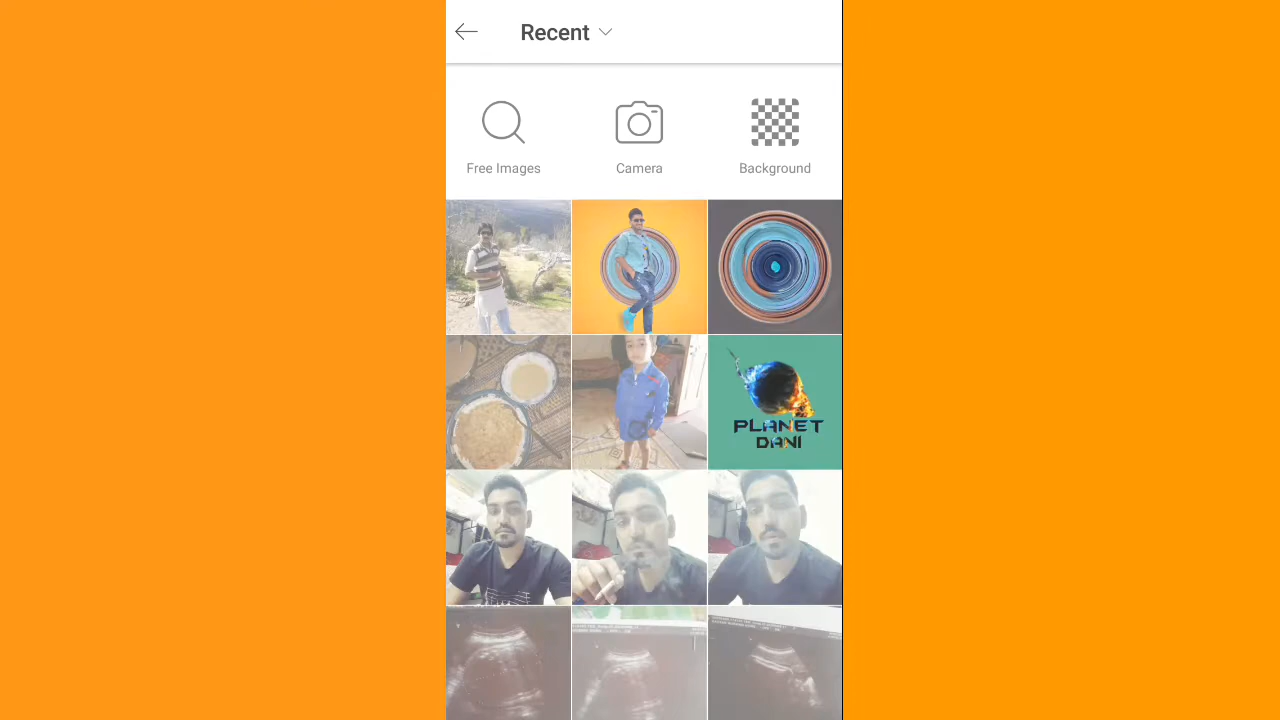 Recent
Free Images
Camera
Background
PLANET
DANI